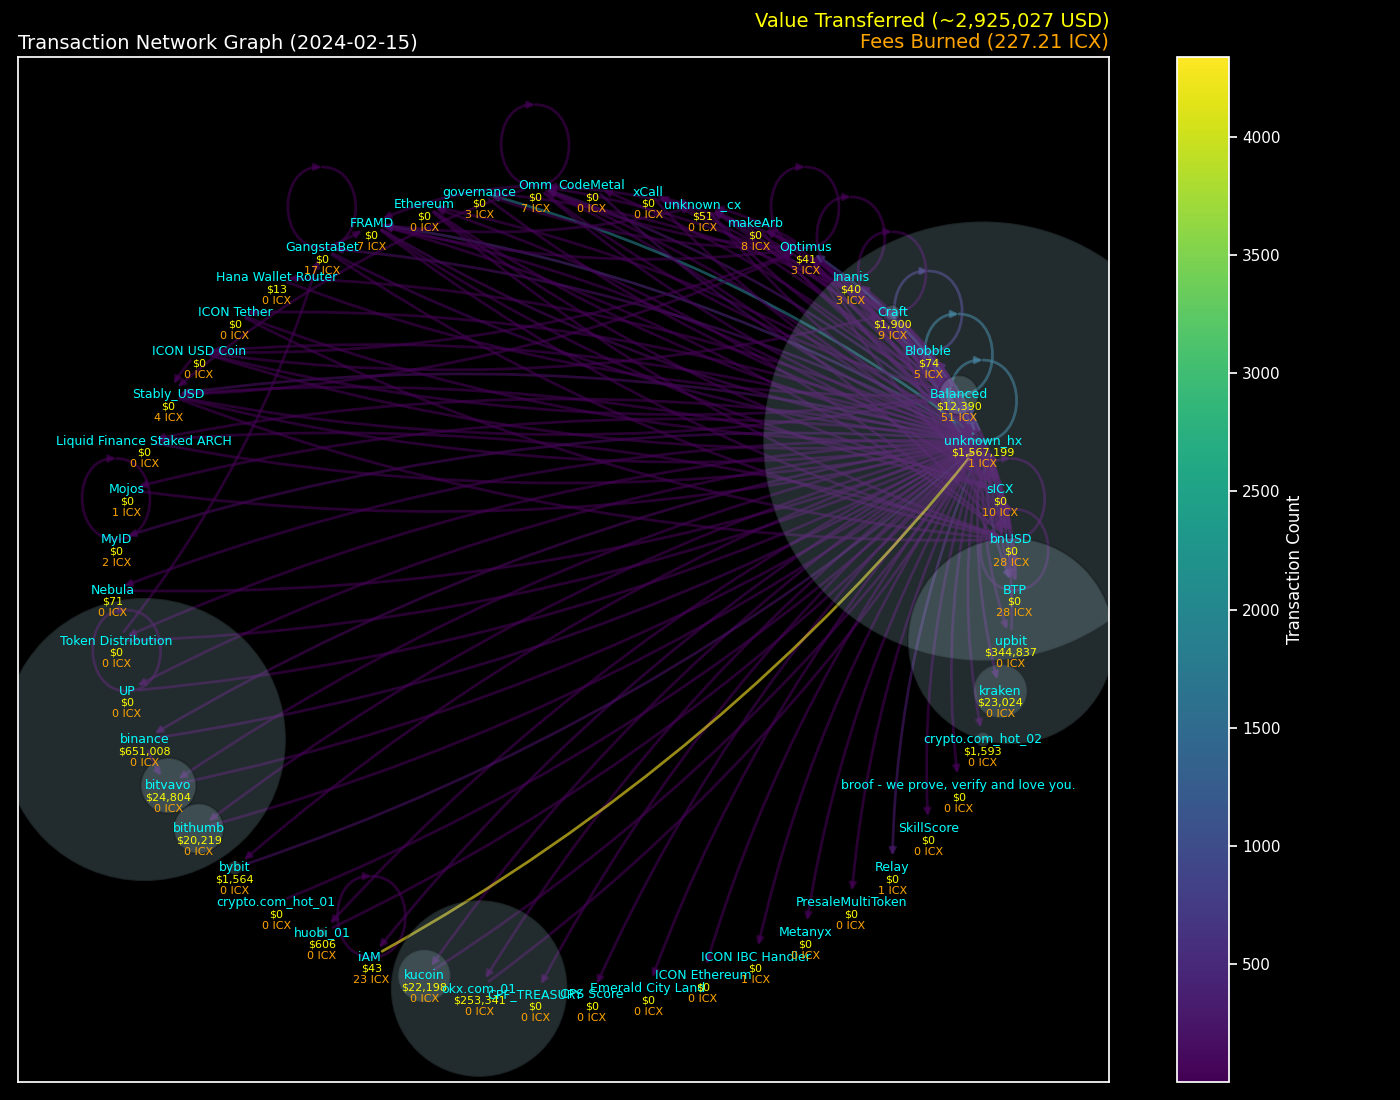 Value Transferred (~2,925,027 USD)
Transaction Network Graph (2024-02-15)
Fees Burned (227.21 ICX)
Omm
$0
7 ICX
CodeMetal
$0
0 ICX
governance
$0
3 ICX
xCall
$0
0 ICX
Ethereum
$0
0 ICX
unknown_cx
$51
0 ICX
FRAMD
$0
7 ICX
makeArb
$0
8 ICX
GangstaBet
$0
17 ICX
Optimus
$41
3 ICX
Hana Wallet Router
$13
0 ICX
Inanis
$40
3 ICX
ICON Tether
$0
0 ICX
Craft
$1,900
9 ICX
ICON USD Coin
$0
0 ICX
Blobble
$74
5 ICX
Stably_USD
$0
4 ICX
Balanced
$12,390
51 ICX
Liquid Finance Staked ARCH
$0
0 ICX
unknown_hx
$1,567,199
1 ICX
Mojos
$0
1 ICX
sICX
$0
10 ICX
MyID
$0
2 ICX
bnUSD
$0
28 ICX
Nebula
$71
0 ICX
BTP
$0
28 ICX
Token Distribution
$0
0 ICX
upbit
$344,837
0 ICX
UP
$0
0 ICX
kraken
$23,024
0 ICX
binance
$651,008
0 ICX
crypto.com_hot_02
$1,593
0 ICX
bitvavo
$24,804
0 ICX
broof - we prove, verify and love you.
$0
0 ICX
bithumb
$20,219
0 ICX
SkillScore
$0
0 ICX
bybit
$1,564
0 ICX
Relay
$0
1 ICX
crypto.com_hot_01
$0
0 ICX
PresaleMultiToken
$0
0 ICX
huobi_01
$606
0 ICX
Metanyx
$0
0 ICX
iAM
$43
23 ICX
ICON IBC Handler
$0
1 ICX
kucoin
$22,198
0 ICX
ICON Ethereum
$0
0 ICX
okx.com_01
$253,341
0 ICX
Emerald City Land
$0
0 ICX
CPF_TREASURY
$0
0 ICX
CPS Score
$0
0 ICX
4000
3500
3000
2500
2000
1500
1000
500
Transaction Count